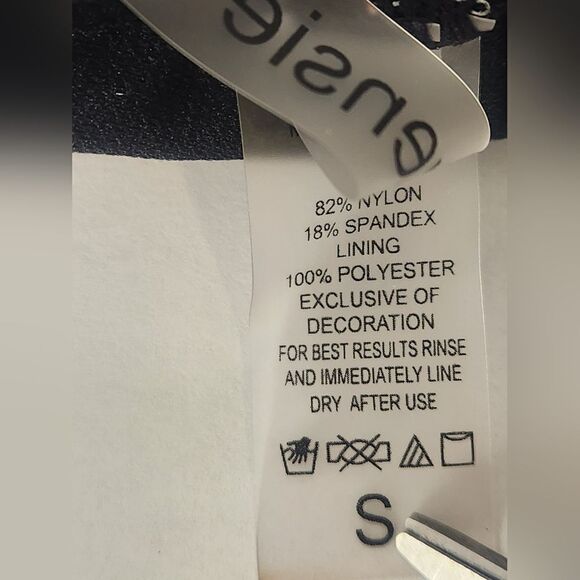 ensie
82% NYLON
18% SPANDEX
LINING
100% POLYESTER
EXCLUSIVE OF
DECORATION
FOR BEST RESULTS RINSE
AND IMMEDIATELY LINE
DRY AFTER USE
S